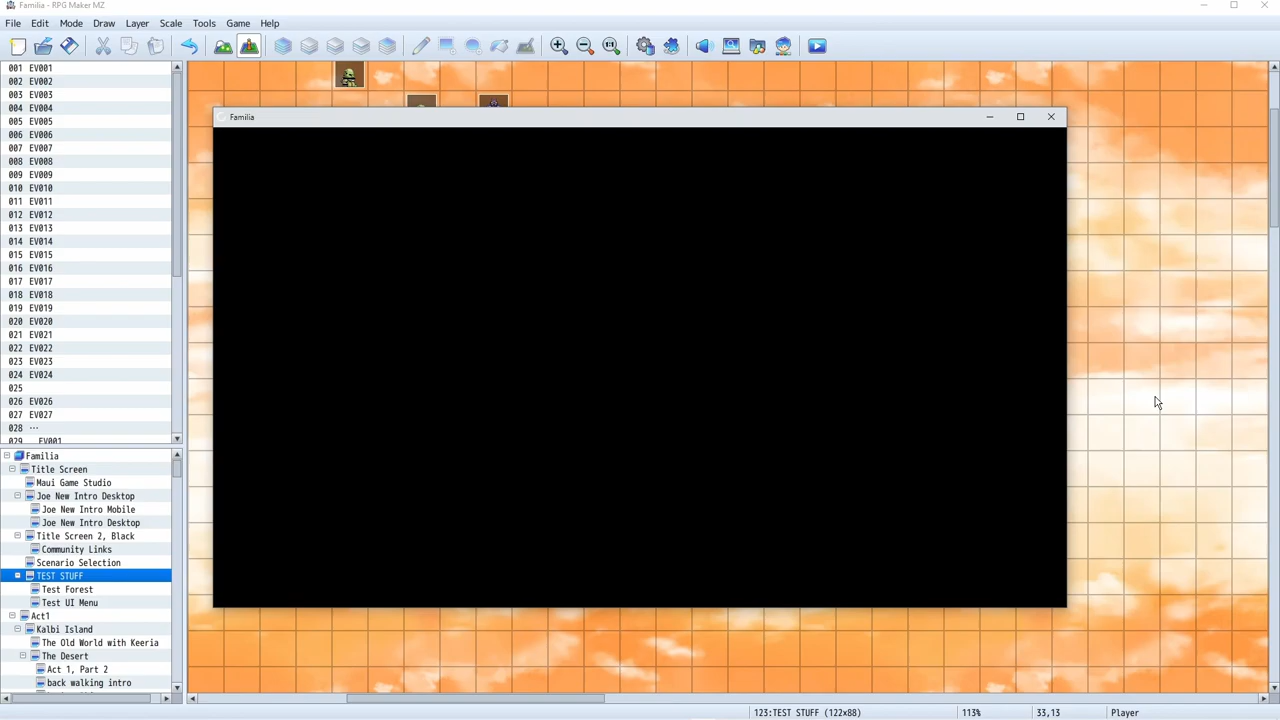 Familia - RPG Maker MZ
File Edit Mode Draw Layer Scale Tools Game Help
001 EV001
002 EV002
003 EV003
004 EV004
005 EV005
006 EV006
007 EV007
008 EV008
009 EV009
010 EV010
011 EV011
012 EV012
013 EV013
014 EV014
015 EV015
016 EV016
017 EV017
018 EV018
019 EV019
020 EV020
021 EV021
022 EV022
023 EV023
024 EV024
025
026 EV026
027 EV027
028 ...
029 EV001
Familia
Title Screen
Maui Game Studio
Joe New Intro Desktop
Joe New Intro Mobile
Joe New Intro Desktop
Title Screen 2, Black
Community Links
Scenario Selection
TEST STUFF
Test Forest
Test UI Menu
Act1
Kalbi Island
The Old World with Keeria
The Desert
Act 1, Part 2
back walking intro
Familia
1:1
123:TEST STUFF (122x88) 113% 33,13 Player